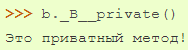 >>> b._B__private()
Это приватный метод!